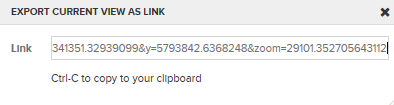 EXPORT CURRENT VIEW AS LINK
Link 341351.32939099&y=5793842.6368248&zoom=29101.352705643112
Ctrl-C to copy to your clipboard